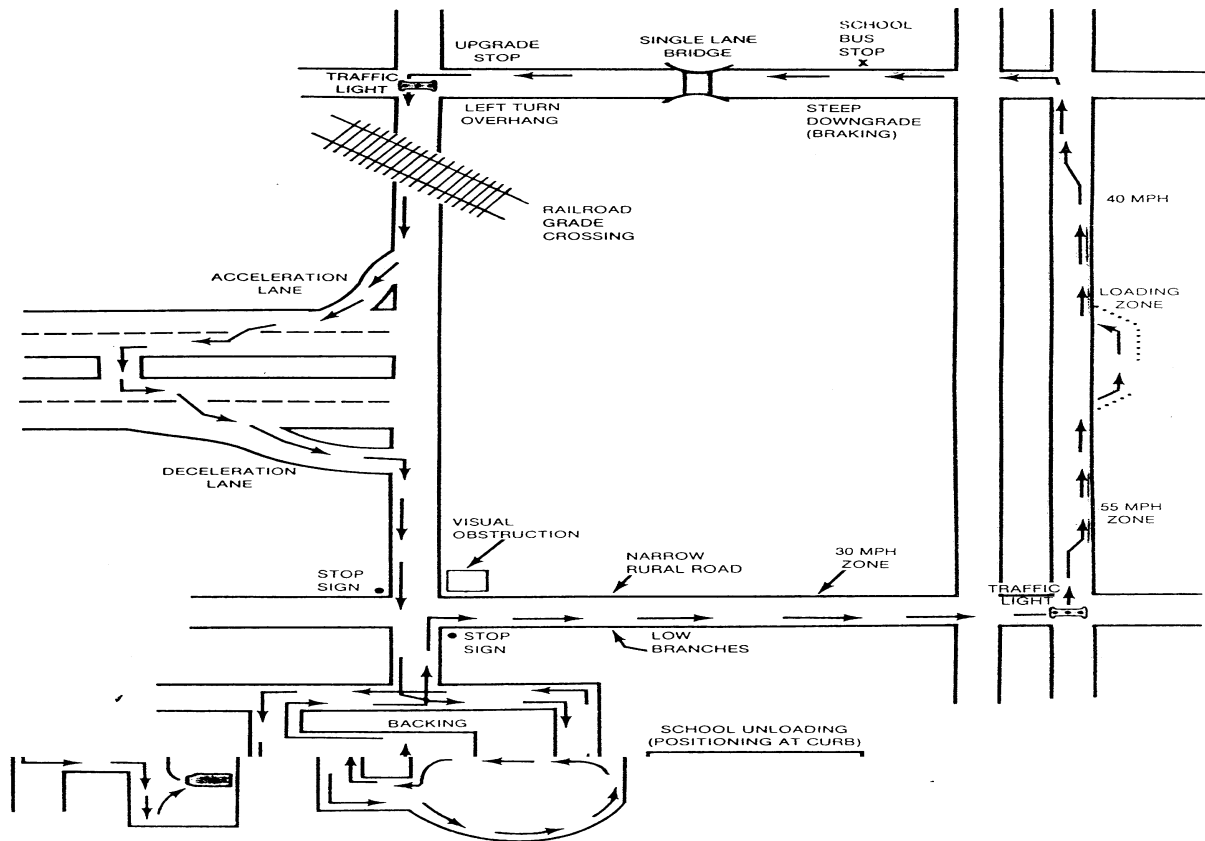 SCHOOL
BUS
STOP
x
SINGLE LANE
BRIDGE
UPGRADE
STOP
TRAFFIC
LIGHT
LEFT TURN
OVERHANG
STEEP
DOWNGRADE
(BRAKING)
RAILROAD
GRADE
CROSSING
40 MPH
ACCELERATION
LANE
LOADING
ZONE
DECELERATION
LANE
55 MPH
ZONE
VISUAL
OBSTRUCTION
NARROW
RURAL ROAD
30 MPH
ZONE
STOP
SIGN
TRAFFIC
LIGHT
STOP
SIGN
LOW
BRANCHES
BACKING
SCHOOL UNLOADING
(POSITIONING AT CURB)